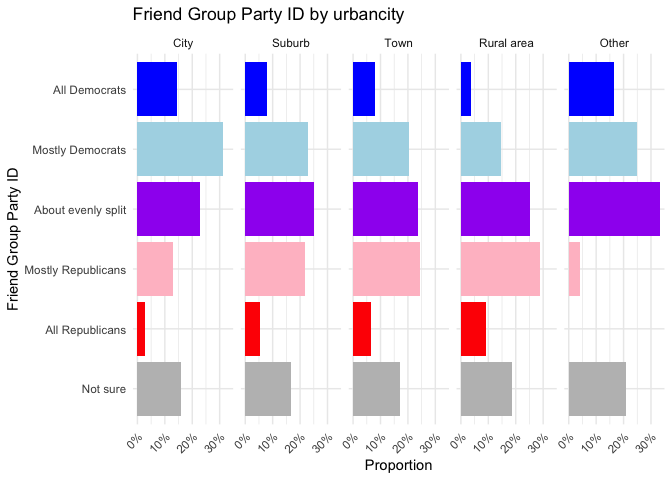 Friend Group Party ID by urbancity
City Suburb Town Rural area Other
All Democrats
Mostly Democrats
About evenly split
Mostly Republicans
All Republicans
Not sure
Friend Group Party ID
0% 10% 20% 30% 0% 10% 20% 30% 0% 10% 20% 30% 0% 10% 20% 30% 0% 10% 20% 30%
Proportion